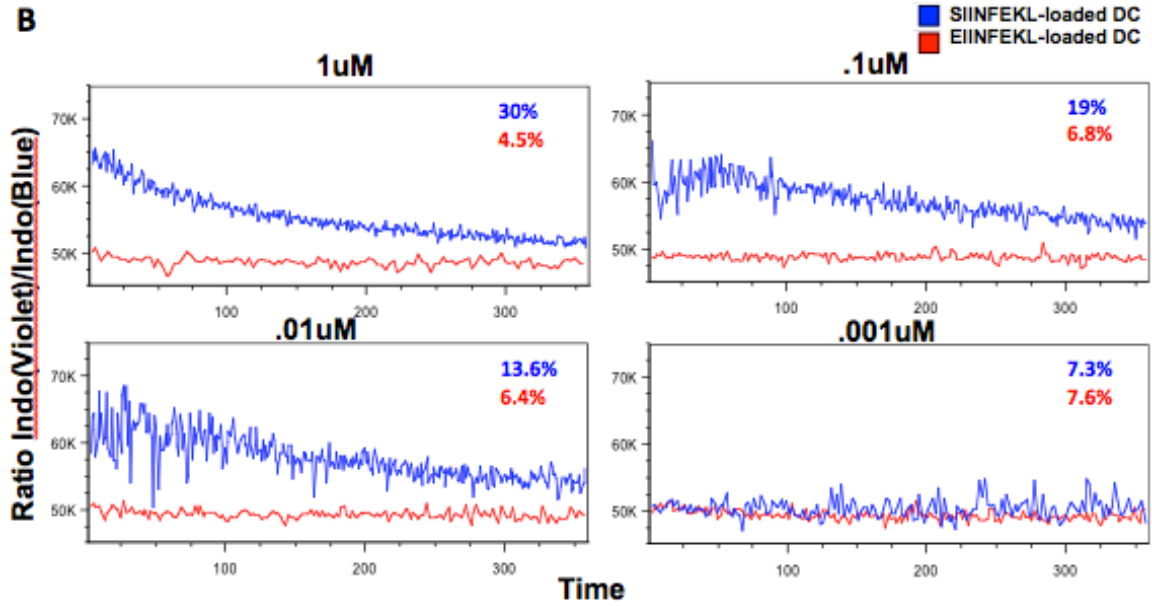 B
SIINFEKL-loaded DC
EIINFEKL-loaded DC
Ratio Indo(Violet)/Indo(Blue)
1uM
70K
60K
50K
30%
4.5%
100
200
300
.1uM
70K
60K
50K
19%
6.8%
100
200
300
.01uM
70K
60K
50K
13.6%
6.4%
100
200
300
.001uM
70K
60K
50K
7.3%
7.6%
100
200
300
Time